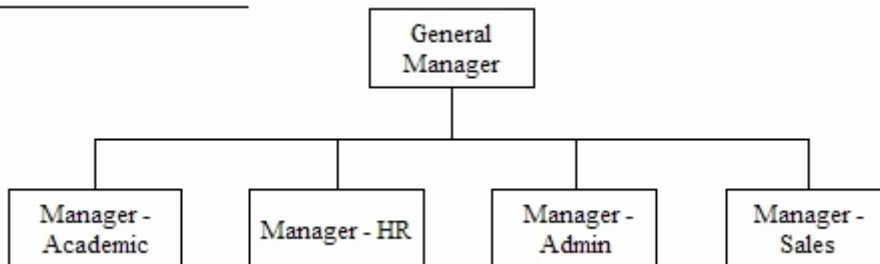 General
Manager
Manager -
Academic
Manager - HR
Manager -
Admin
Manager -
Sales